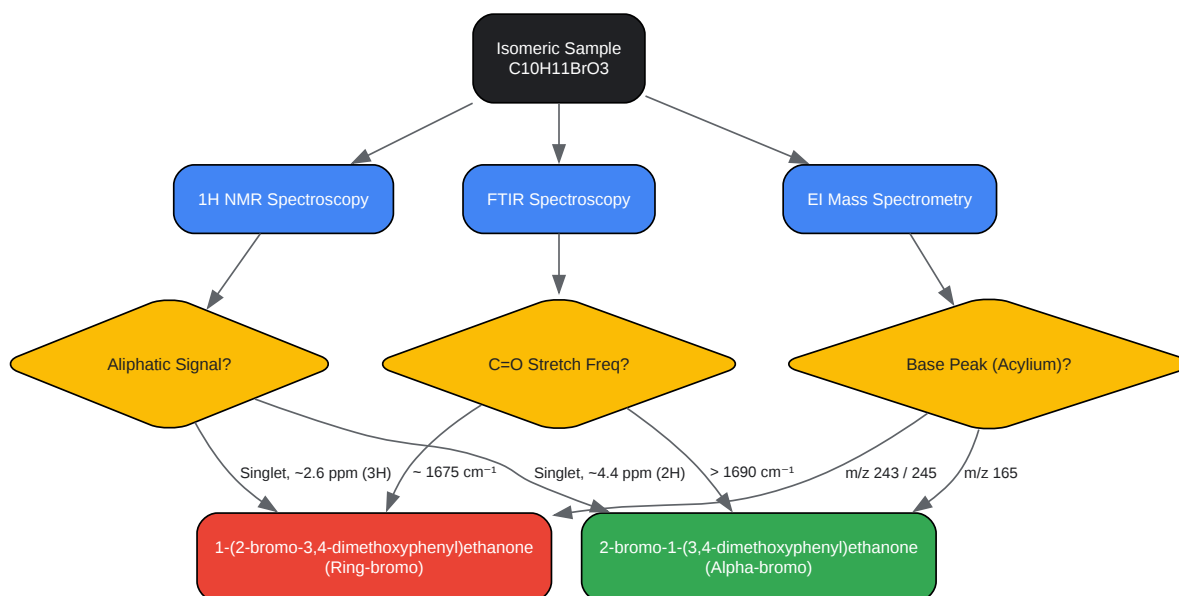 Isomeric Sample
C10H11BrO3
1H NMR Spectroscopy
FTIR Spectroscopy
EI Mass Spectrometry
Aliphatic Signal?
C=O Stretch Freq?
Base Peak (Acylium)?
Singlet, ~2.6 ppm (3H)
~ 1675 cm⁻¹
Singlet, ~4.4 ppm (2H)
> 1690 cm⁻¹
m/z 243 / 245
m/z 165
1-(2-bromo-3,4-dimethoxyphenyl)ethanone
(Ring-bromo)
2-bromo-1-(3,4-dimethoxyphenyl)ethanone
(Alpha-bromo)